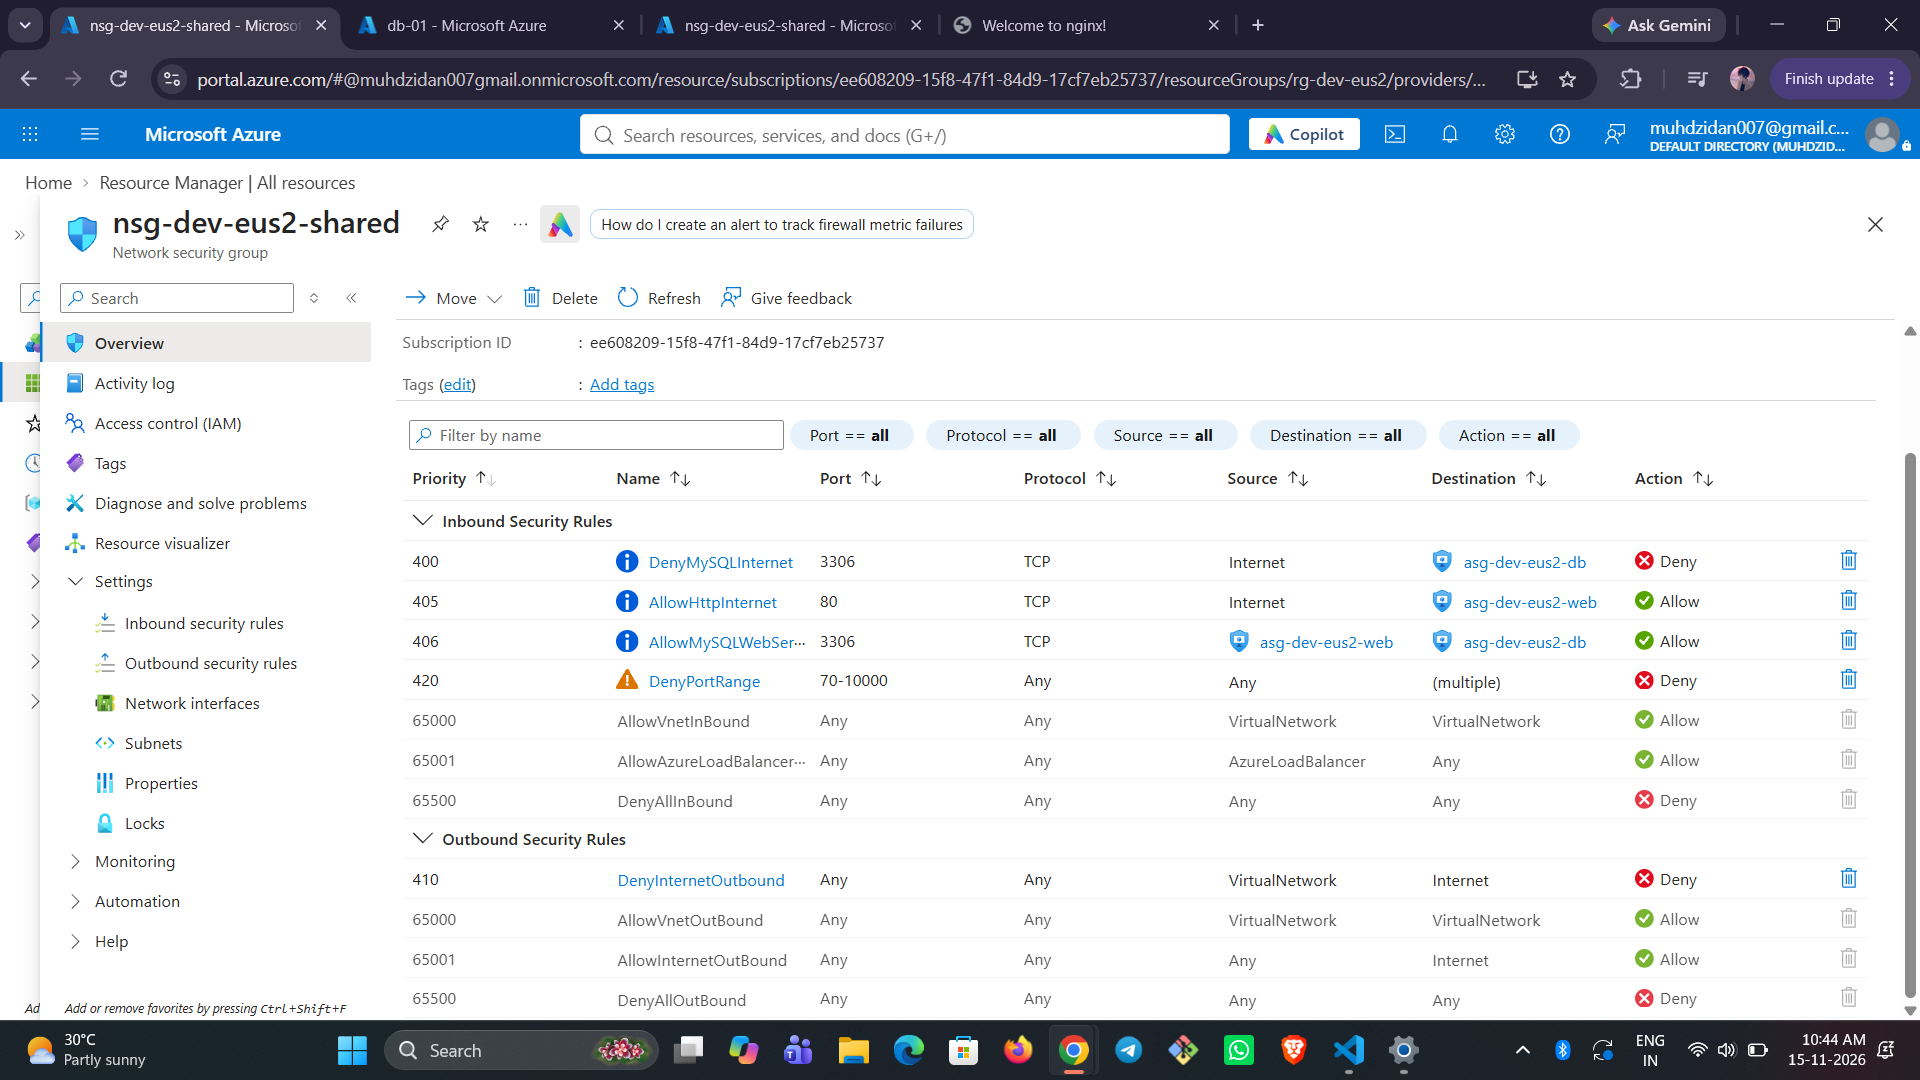 nsg-dev-eus2-shared - Microso
db-01 - Microsoft Azure
nsg-dev-eus2-shared - Microso
Welcome to nginx!
Ask Gemini
portal.azure.com/#@muhdzidan007gmail.onmicrosoft.com/resource/subscriptions/ee608209-15f8-47f1-84d9-17cf7eb25737/resourceGroups/rg-dev-eus2/providers/...
Finish update
Microsoft Azure
Search resources, services, and docs (G+/)
Copilot
muhdzidan007@gmail.c...
DEFAULT DIRECTORY (MUHDZID...
Home > Resource Manager | All resources
nsg-dev-eus2-shared
Network security group
How do I create an alert to track firewall metric failures
Search
Move
Delete
Refresh
Give feedback
Overview
Activity log
Access control (IAM)
Tags
Diagnose and solve problems
Resource visualizer
Settings
Inbound security rules
Outbound security rules
Network interfaces
Subnets
Properties
Locks
Monitoring
Automation
Help
Ad
Add or remove favorites by pressing Ctrl+Shift+F
Subscription ID : ee608209-15f8-47f1-84d9-17cf7eb25737
Tags (edit) : Add tags
Filter by name
Port == all
Protocol == all
Source == all
Destination == all
Action == all
Priority Name Port Protocol Source Destination Action
Inbound Security Rules
400 DenyMySQLInternet 3306 TCP Internet asg-dev-eus2-db Deny
405 AllowHttpInternet 80 TCP Internet asg-dev-eus2-web Allow
406 AllowMySQLWebSer... 3306 TCP asg-dev-eus2-web asg-dev-eus2-db Allow
420 DenyPortRange 70-10000 Any Any (multiple) Deny
65000 AllowVnetInBound Any Any VirtualNetwork VirtualNetwork Allow
65001 AllowAzureLoadBalancer... Any Any AzureLoadBalancer Any Allow
65500 DenyAllInBound Any Any Any Any Deny
Outbound Security Rules
410 DenyInternetOutbound Any Any VirtualNetwork Internet Deny
65000 AllowVnetOutBound Any Any VirtualNetwork VirtualNetwork Allow
65001 AllowInternetOutBound Any Any Any Internet Allow
65500 DenyAllOutBound Any Any Any Any Deny
30°C
Partly sunny
Search
ENG
IN
10:44 AM
15-11-2026